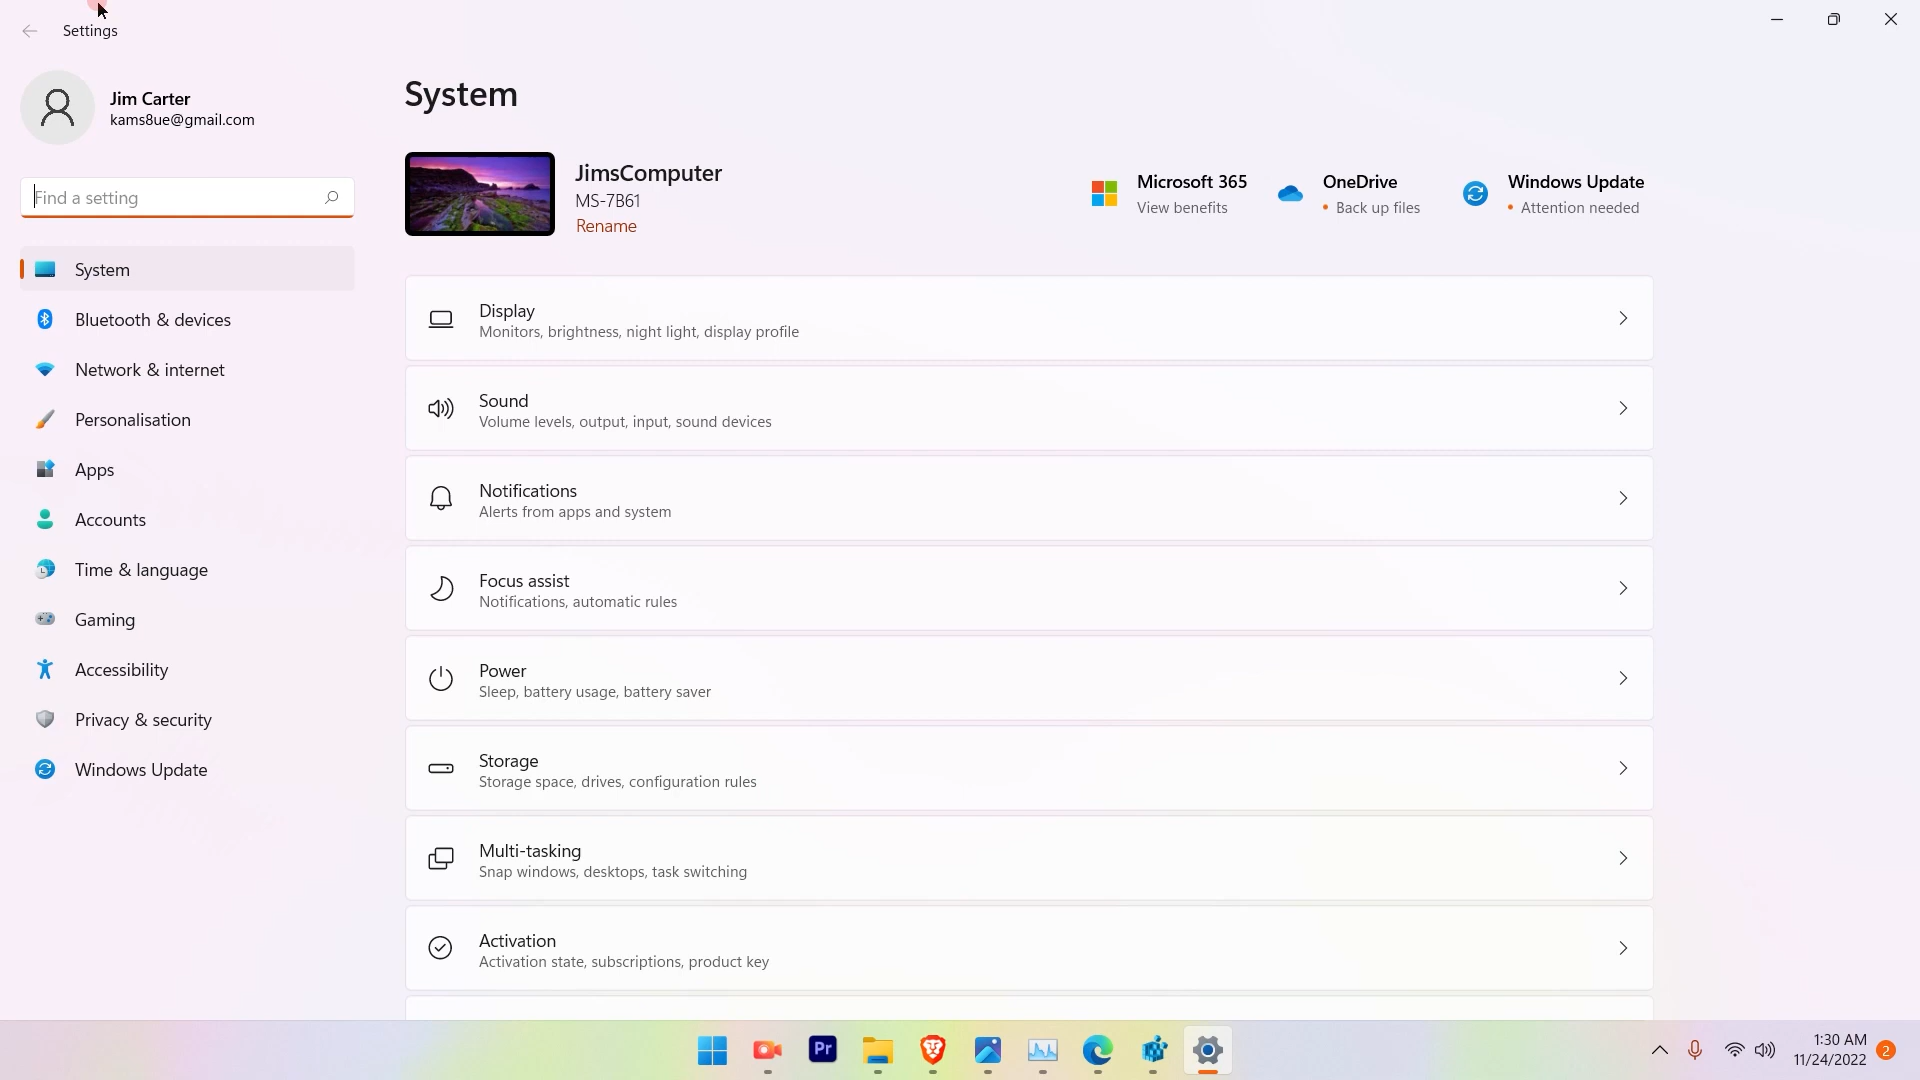 Settings
Jim Carter
kams8ue@gmail.com
Find a setting
System
Bluetooth & devices
Network & internet
Personalisation
Apps
Accounts
Time & language
Gaming
Accessibility
Privacy & security
Windows Update
System
JimsComputer
MS-7B61
Rename
Microsoft 365
View benefits
OneDrive
Back up files
Windows Update
Attention needed
Display
Monitors, brightness, night light, display profile
Sound
Volume levels, output, input, sound devices
Notifications
Alerts from apps and system
Focus assist
Notifications, automatic rules
Power
Sleep, battery usage, battery saver
Storage
Storage space, drives, configuration rules
Multi-tasking
Snap windows, desktops, task switching
Activation
Activation state, subscriptions, product key
Pr
1:30 AM
11/24/2022
2